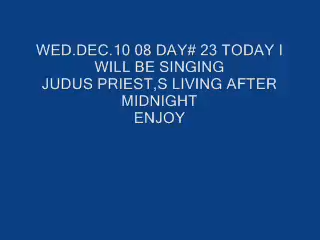 WED.DEC.10 08 DAY# 23 TODAY I
WILL BE SINGING
JUDUS PRIEST,S LIVING AFTER
MIDNIGHT
ENJOY